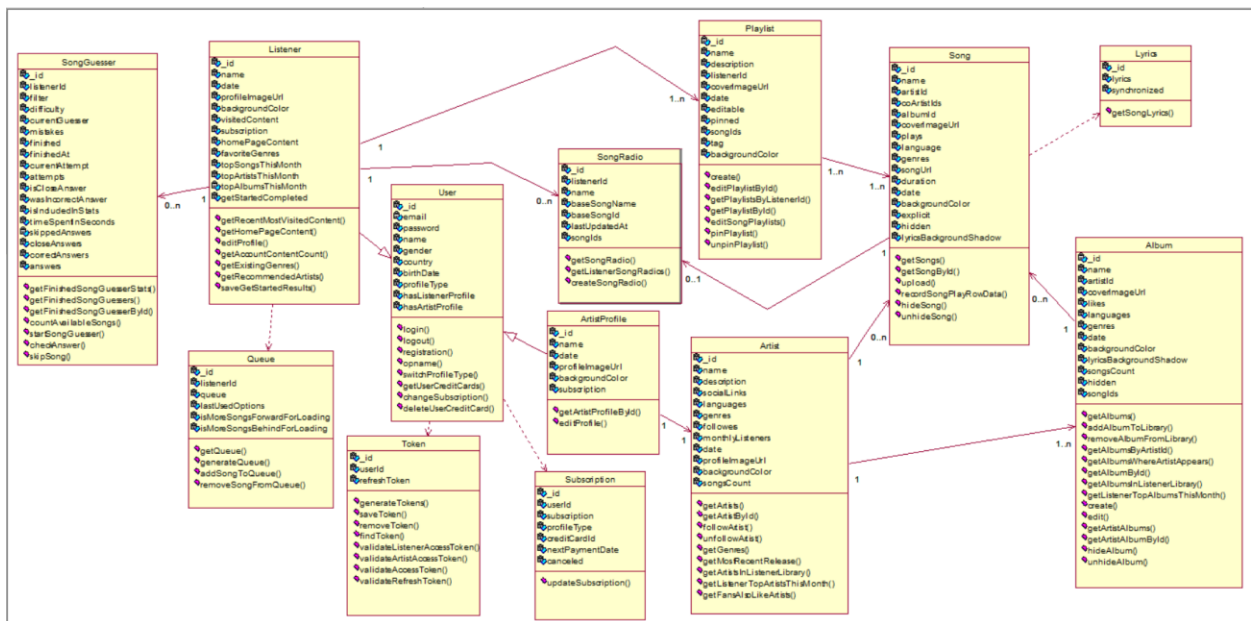 SongGuesser
_id
listenerId
filter
difficulty
currentGuesser
mistakes
finished
finishedAt
currentAttempt
attempts
isCloseAnswer
wasIncorrectAnswer
isIncludedInStats
timeSpentInSeconds
skippedAnswers
closeAnswers
correctAnswers
answers
getFinishedSongGuesserStats()
getFinishedSongGuessers()
getFinishedSongGuesserById()
countAvailableSongs()
startSongGuesser()
checkAnswer()
skipSong()
Listener
_id
name
date
profileImageUrl
backgroundColor
visitedContent
subscription
homePageContent
favoriteGenres
topSongsThisMonth
topArtistsThisMonth
topAlbumsThisMonth
getStartedCompleted
getRecentMostVisitedContent()
getHomePageContent()
editProfile()
getAccountContentCount()
getExistingGenres()
getRecommendedArtists()
saveGetStartedResults()
1
0..n
1
1..n
1
0..n
Queue
_id
listenerId
queue
lastUsedOptions
isMoreSongsForwardForLoading
isMoreSongsBehindForLoading
getQueue()
generateQueue()
addSongToQueue()
removeSongFromQueue()
User
_id
email
password
name
gender
country
birthDate
profileType
hasListenerProfile
hasArtistProfile
login()
logout()
registration()
opname()
switchProfileType()
getUserCreditCards()
changeSubscription()
deleteUserCreditCard()
Token
_id
userId
refreshToken
generateTokens()
saveToken()
removeToken()
findToken()
validateListenerAccessToken()
validateArtistAccessToken()
validateAccessToken()
validateRefreshToken()
Subscription
_id
userId
subscription
profileType
creditCardId
nextPaymentDate
canceled
updateSubscription()
SongRadio
_id
listenerId
name
baseSongName
baseSongId
lastUpdatedAt
songIds
getSongRadio()
getListenerSongRadios()
createSongRadio()
ArtistProfile
_id
name
date
profileImageUrl
backgroundColor
subscription
getArtistProfileById()
editProfile()
1
1
Playlist
_id
name
description
listenerId
coverImageUrl
date
editable
pinned
songIds
tag
backgroundColor
create()
editPlaylistById()
getPlaylistsByListenerId()
getPlaylistById()
editSongPlaylists()
pinPlaylist()
unpinPlaylist()
1..n
1..n
0..1
1
Artist
_id
name
description
socialLinks
languages
genres
followes
monthlyListeners
date
profileImageUrl
backgroundColor
songsCount
getArtists()
getArtistById()
followArtist()
unfollowArtist()
getGenres()
getMostRecentRelease()
getArtistsInListenerLibrary()
getListenerTopArtistsThisMonth()
getFansAlsoLikeArtists()
1
0..n
1
1..n
Song
_id
name
artistId
coArtistIds
albumId
coverImageUrl
plays
language
genres
songUrl
duration
date
backgroundColor
explicit
hidden
lyricsBackgroundShadow
getSongs()
getSongById()
upload()
recordSongPlayRowData()
hideSong()
unhideSong()
0..n
1
Lyrics
_id
lyrics
synchronized
getSongLyrics()
Album
_id
name
artistId
coverImageUrl
likes
languages
genres
date
backgroundColor
lyricsBackgroundShadow
songsCount
hidden
songIds
getAlbums()
addAlbumToLibrary()
removeAlbumFromLibrary()
getAlbumsByArtistId()
getAlbumsWhereArtistAppears()
getAlbumById()
getAlbumsInListenerLibrary()
getListenerTopAlbumsThisMonth()
create()
edit()
getArtistAlbums()
getArtistAlbumById()
hideAlbum()
unhideAlbum()